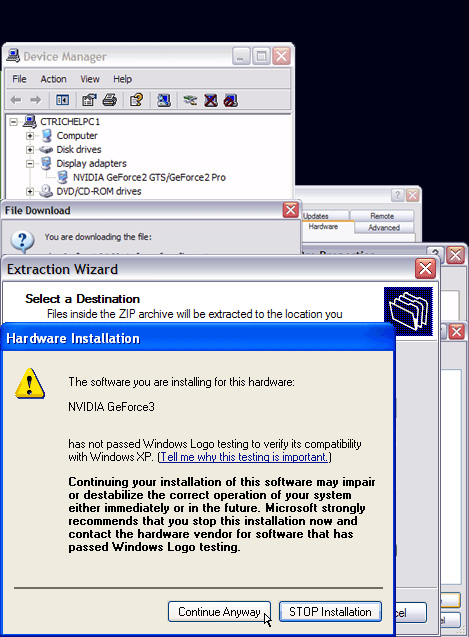 Device Manager
File Action View Help
CTRICHELPC1
Computer
Disk drives
Display adapters
NVIDIA GeForce2 GTS/GeForce2 Pro
DVD/CD-ROM drives
File Download
You are downloading the file:
Updates Remote
Hardware Advanced
Extraction Wizard
Select a Destination
Files inside the ZIP archive will be extracted to the location you
Hardware Installation
The software you are installing for this hardware:
NVIDIA GeForce3
has not passed Windows Logo testing to verify its compatibility
with Windows XP. (Tell me why this testing is important.)
Continuing your installation of this software may impair
or destabilize the correct operation of your system
either immediately or in the future. Microsoft strongly
recommends that you stop this installation now and
contact the hardware vendor for software that has
passed Windows Logo testing.
Continue Anyway STOP Installation